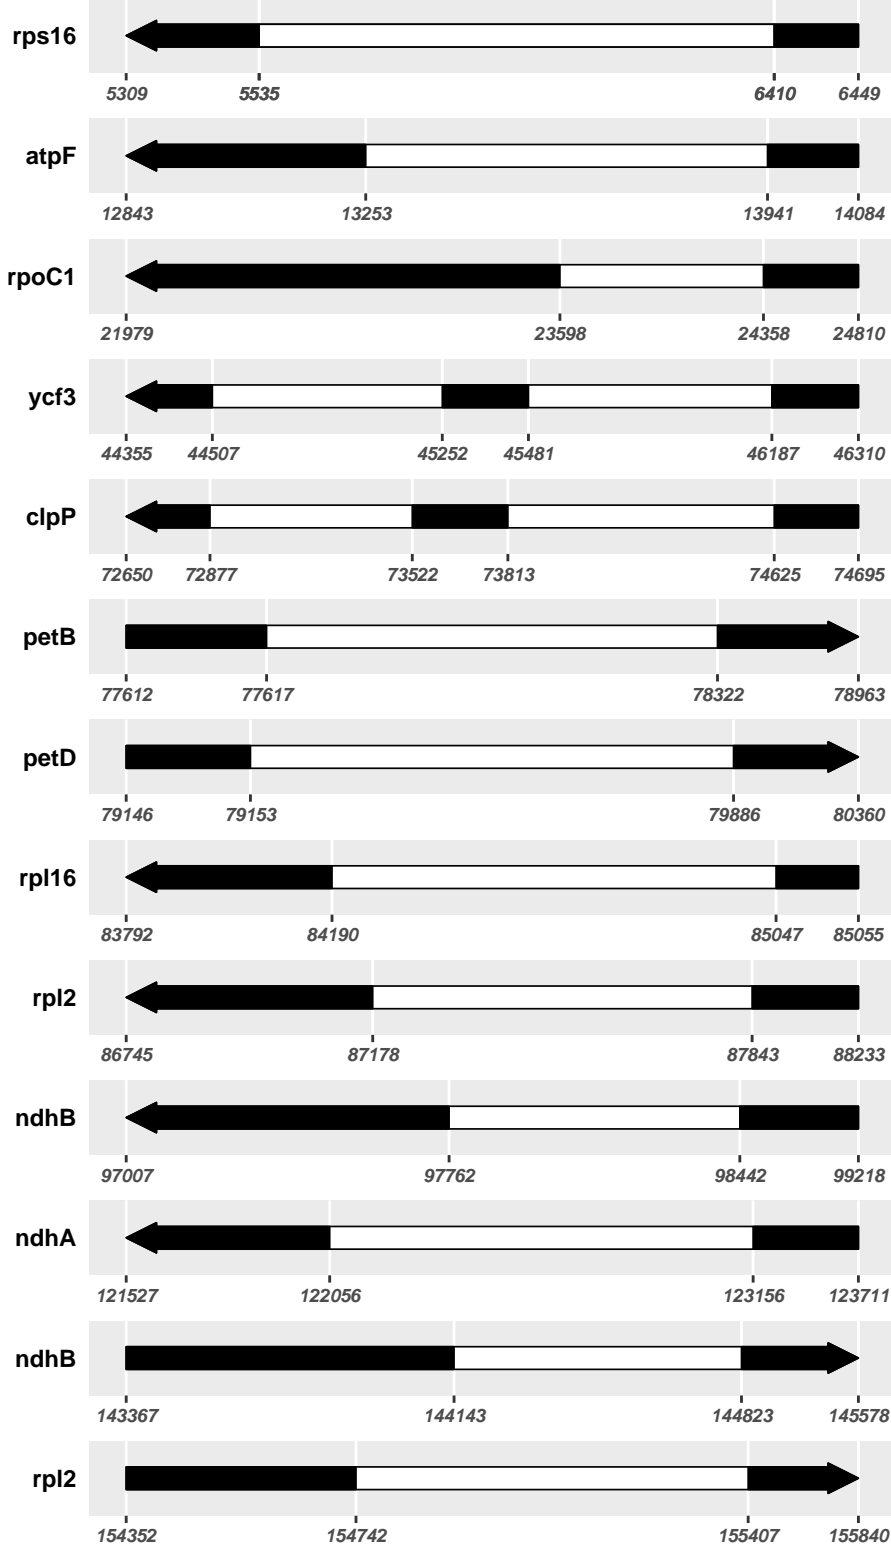 rps16
5309 5535 6410 6449
atpF
12843 13253 13941 14084
rpoC1
21979 23598 24358 24810
ycf3
44355 44507 45252 45481 46187 46310
clpP
72650 72877 73522 73813 74625 74695
petB
77612 77617 78322 78963
petD
79146 79153 79886 80360
rpl16
83792 84190 85047 85055
rpl2
86745 87178 87843 88233
ndhB
97007 97762 98442 99218
ndhA
121527 122056 123156 123711
ndhB
143367 144143 144823 145578
rpl2
154352 154742 155407 155840